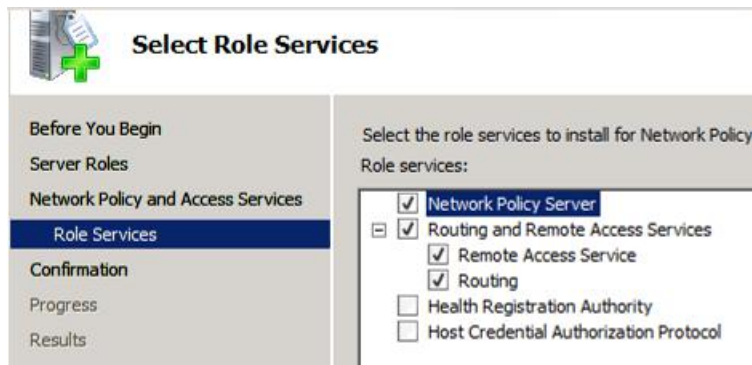 Select Role Services
Before You Begin
Server Roles
Network Policy and Access Services
Role Services
Confirmation
Progress
Results
Select the role services to install for Network Policy
Role services:
Network Policy Server
Routing and Remote Access Services
Remote Access Service
Routing
Health Registration Authority
Host Credential Authorization Protocol